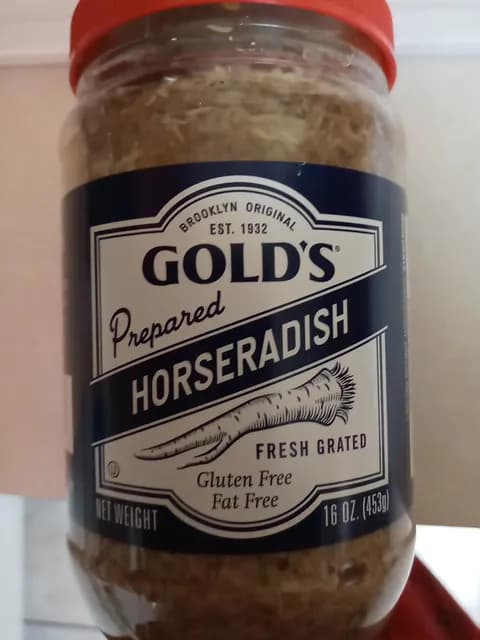 BROOKLYN ORIGINAL
EST. 1932
GOLD'S®
Prepared
HORSERADISH
FRESH GRATED
Gluten Free
Fat Free
NET WEIGHT 16 OZ. (453g)